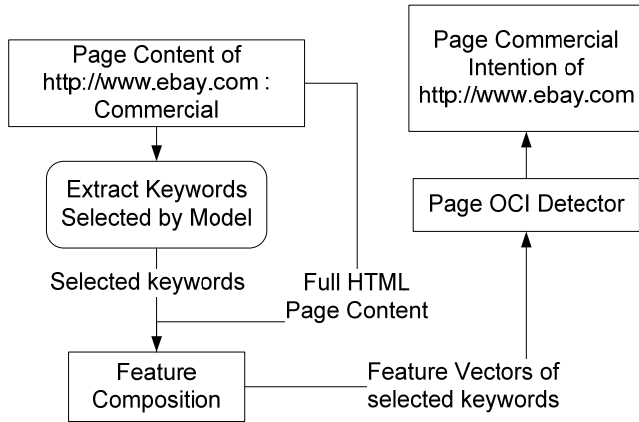 Page Content of
http://www.ebay.com :
Commercial
Extract Keywords
Selected by Model
Selected keywords
Full HTML
Page Content
Feature
Composition
Feature Vectors of
selected keywords
Page OCI Detector
Page Commercial
Intention of
http://www.ebay.com